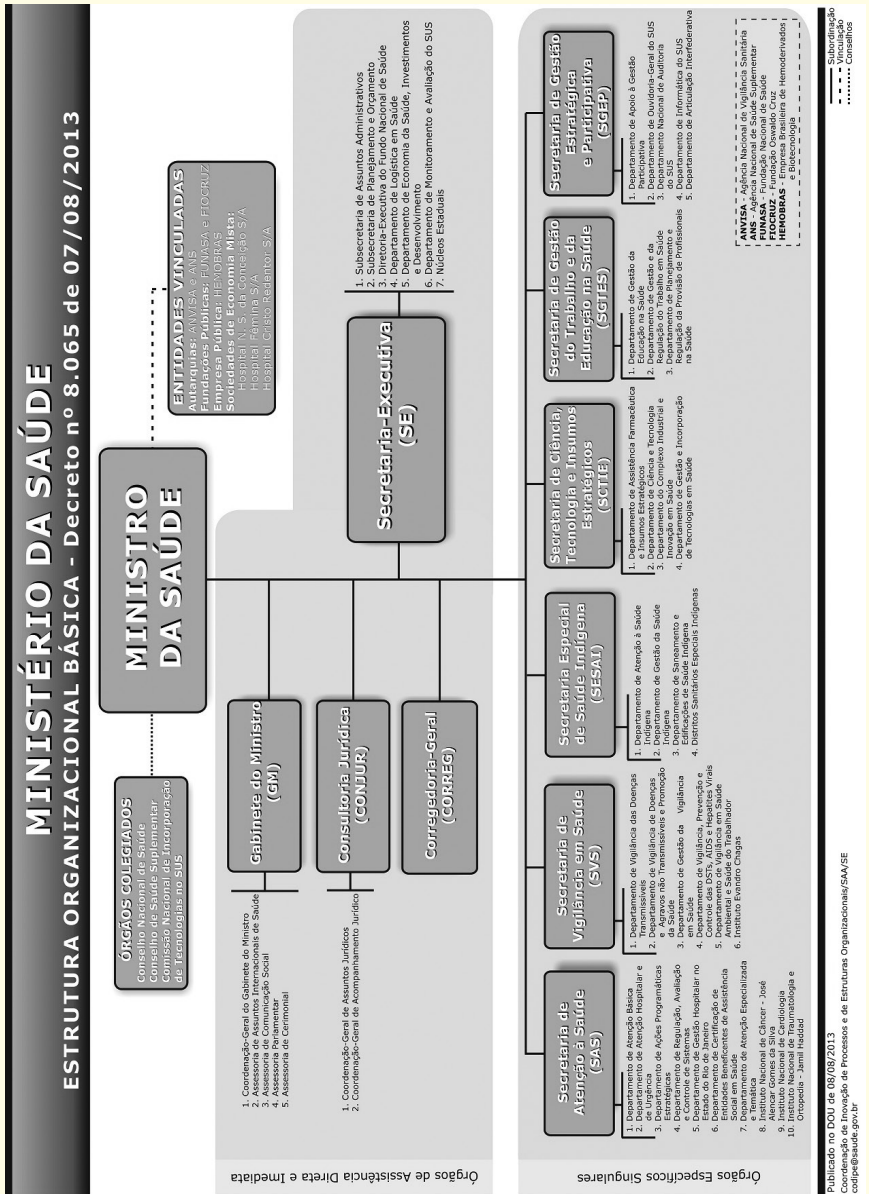 MINISTÉRIO DA SAÚDE
ESTRUTURA ORGANIZACIONAL BÁSICA - Decreto nº 8.065 de 07/08/2013
ÓRGÃOS COLEGIADOS
Conselho Nacional de Saúde
Conselho de Saúde Suplementar
Comissão Nacional de Incorporação
de Tecnologias no SUS
MINISTRO
DA SAÚDE
ENTIDADES VINCULADAS
Autarquias: ANVISA e ANS
Fundações Públicas: FUNASA e FIOCRUZ
Empresa Pública: HEMOBRAS
Sociedades de Economia Mista:
Hospital N. S. da Conceição S/A
Hospital Fêmina S/A
Hospital Cristo Redentor S/A
Órgãos de Assistência Direta e Imediata
1. Coordenação-Geral do Gabinete do Ministro
2. Assessoria de Assuntos Internacionais de Saúde
3. Assessoria de Comunicação Social
4. Assessoria Parlamentar
5. Assessoria de Cerimonial
Gabinete do Ministro
(GM)
1. Coordenação-Geral de Assuntos Jurídicos
2. Coordenação-Geral de Acompanhamento Jurídico
Consultoria Jurídica
(CONJUR)
Corregedoria-Geral
(CORREG)
Secretaria-Executiva
(SE)
1. Subsecretaria de Assuntos Administrativos
2. Subsecretaria de Planejamento e Orçamento
3. Diretoria-Executiva do Fundo Nacional de Saúde
4. Departamento de Logística em Saúde
5. Departamento de Economia da Saúde, Investimentos
e Desenvolvimento
6. Departamento de Monitoramento e Avaliação do SUS
7. Núcleos Estaduais
Órgãos Específicos Singulares
Secretaria de
Atenção à Saúde
(SAS)
1. Departamento de Atenção Básica
2. Departamento de Atenção Hospitalar e
de Urgência
3. Departamento de Ações Programáticas
Estratégicas
4. Departamento de Regulação, Avaliação
e Controle de Sistemas
5. Departamento de Gestão Hospitalar no
Estado do Rio de Janeiro
6. Departamento de Certificação de
Entidades Beneficentes de Assistência
Social em Saúde
7. Departamento de Atenção Especializada
e Temática
8. Instituto Nacional de Câncer - José
Alencar Gomes da Silva
9. Instituto Nacional de Cardiologia
10. Instituto Nacional de Traumatologia e
Ortopedia - Jamil Haddad
Secretaria de
Vigilância em Saúde
(SVS)
1. Departamento de Vigilância das Doenças
Transmissíveis
2. Departamento de Vigilância de Doenças
e Agravos não Transmissíveis e Promoção
da Saúde
3. Departamento de Gestão da Vigilância
em Saúde
4. Departamento de Vigilância, Prevenção e
Controle das DSTs, AIDS e Hepatites Virais
5. Departamento de Vigilância em Saúde
Ambiental e Saúde do Trabalhador
6. Instituto Evandro Chagas
Secretaria Especial
de Saúde Indígena
(SESAI)
1. Departamento de Atenção à Saúde
Indígena
2. Departamento de Gestão da Saúde
Indígena
3. Departamento de Saneamento e
Edificações de Saúde Indígena
4. Distritos Sanitários Especiais Indígenas
Secretaria de Ciência,
Tecnologia e Insumos
Estratégicos
(SCTIE)
1. Departamento de Assistência Farmacêutica
e Insumos Estratégicos
2. Departamento de Ciência e Tecnologia
3. Departamento do Complexo Industrial e
Inovação em Saúde
4. Departamento de Gestão e Incorporação
de Tecnologias em Saúde
Secretaria de Gestão
do Trabalho e da
Educação na Saúde
(SGTES)
1. Departamento de Gestão da
Educação na Saúde
2. Departamento de Gestão e da
Regulação do Trabalho em Saúde
3. Departamento de Planejamento e
Regulação da Provisão de Profissionais
na Saúde
Secretaria de Gestão
Estratégica
e Participativa
(SGEP)
1. Departamento de Apoio à Gestão
Participativa
2. Departamento de Ouvidoria-Geral do SUS
3. Departamento Nacional de Auditoria
do SUS
4. Departamento de Informática do SUS
5. Departamento de Articulação Interfederativa
ANVISA - Agência Nacional de Vigilância Sanitária
ANS - Agência Nacional de Saúde Suplementar
FUNASA - Fundação Nacional de Saúde
FIOCRUZ - Fundação Oswaldo Cruz
HEMOBRAS - Empresa Brasileira de Hemoderivados
e Biotecnologia
Publicado no DOU de 08/08/2013
Coordenação de Inovação de Processos e de Estruturas Organizacionais/SAA/SE
codipe@saude.gov.br
Subordinação
Vinculação
Conselhos